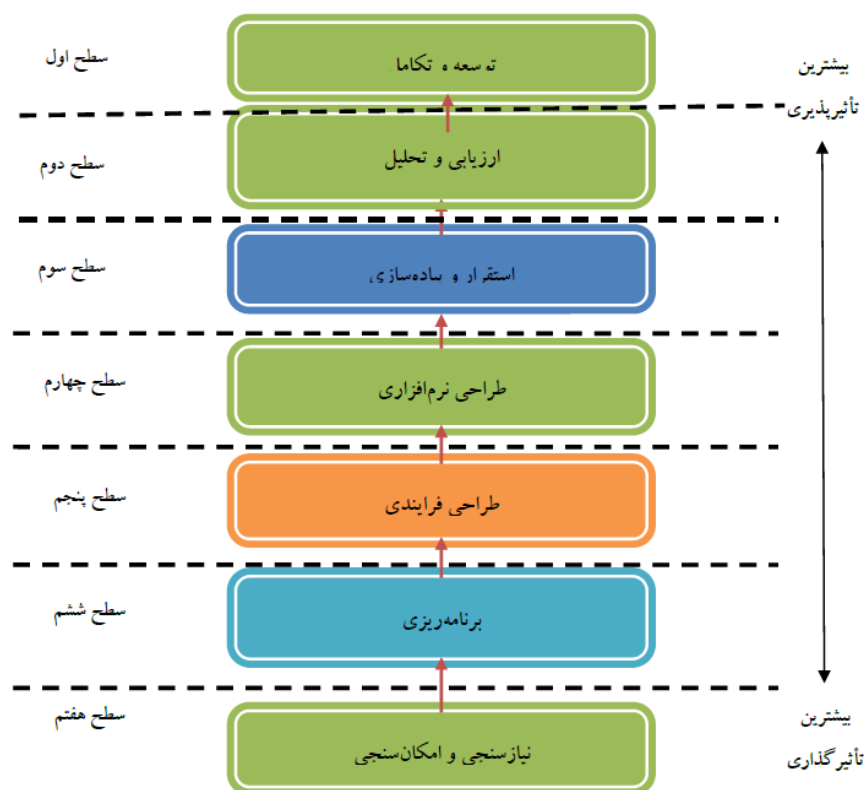 سطح اول
توسعه و تکامل
بیشترین
تأثیرپذیری
سطح دوم
ارزیابی و تحلیل
سطح سوم
استقرار و پیاده‌سازی
سطح چهارم
طراحی نرم‌افزاری
سطح پنجم
طراحی فرایندی
سطح ششم
برنامه‌ریزی
سطح هفتم
نیازسنجی و امکان‌سنجی
بیشترین
تأثیرگذاری